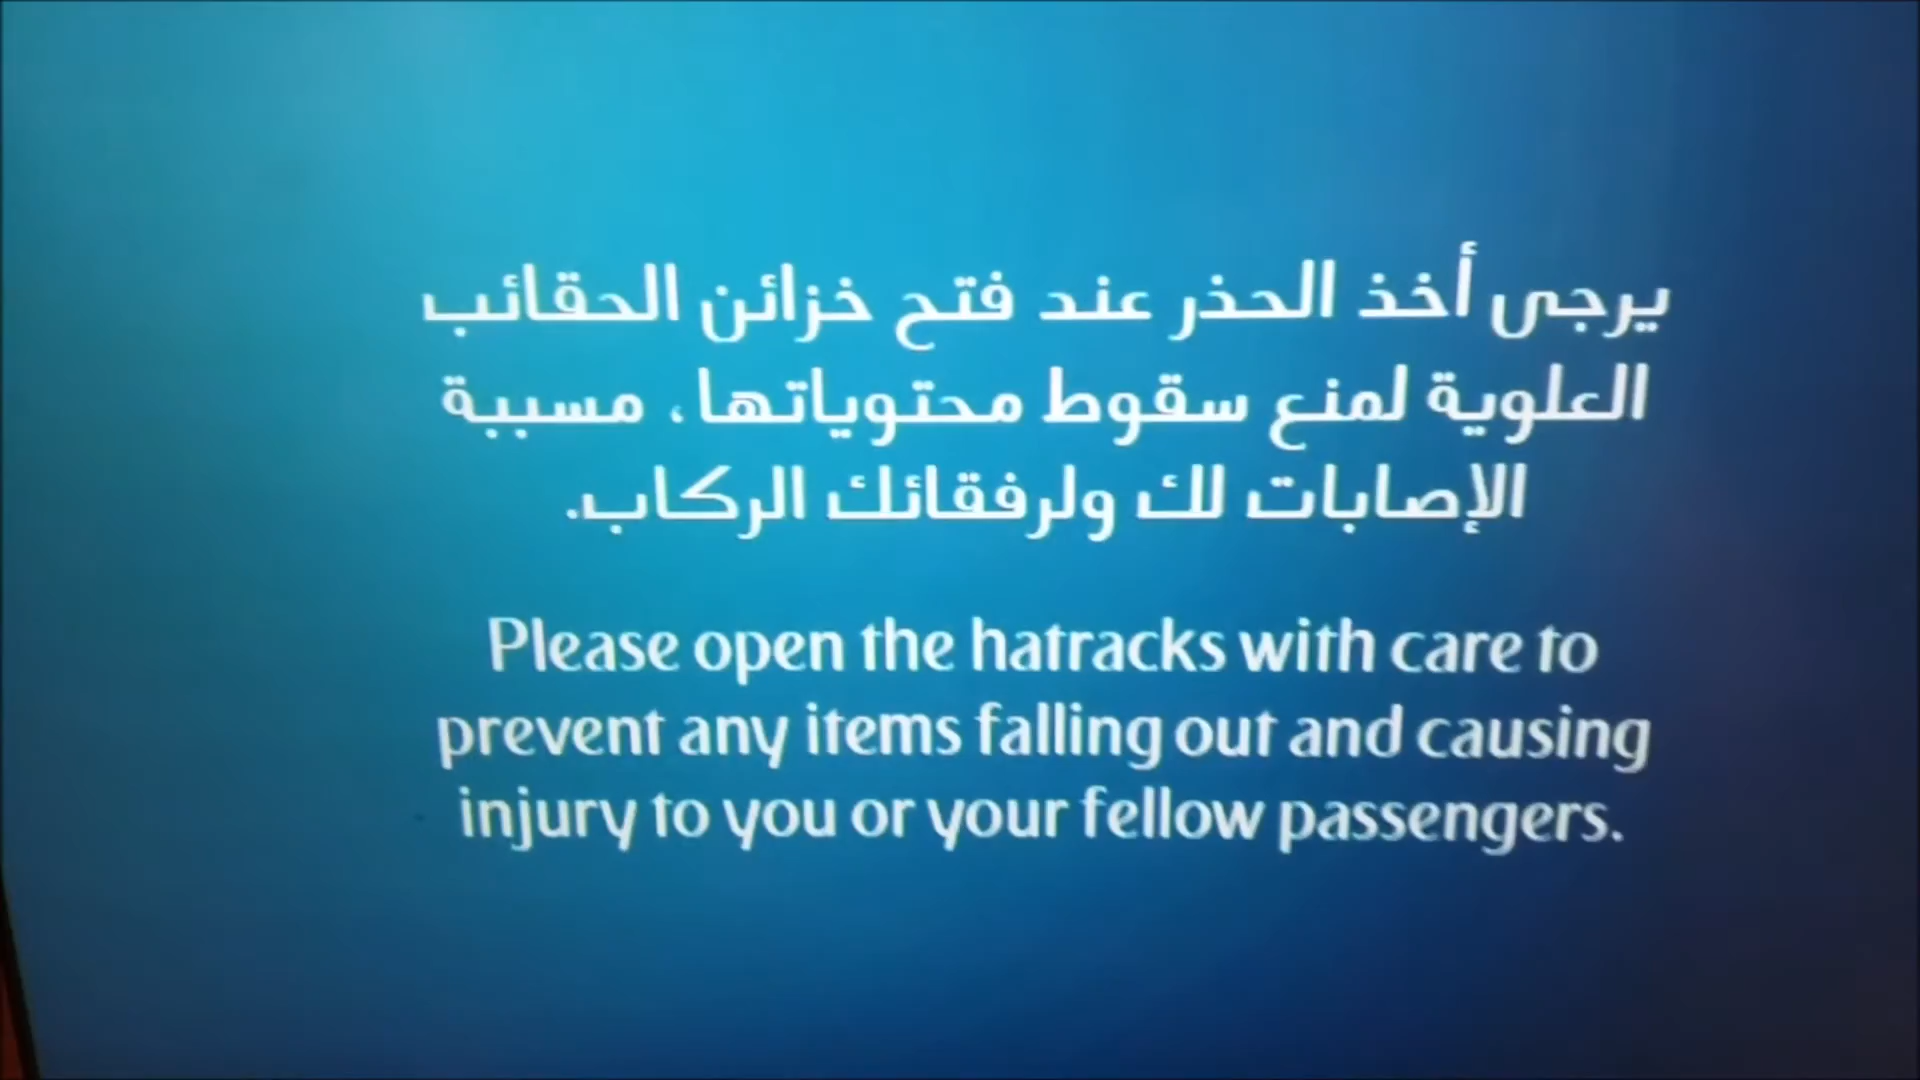 يرجى أخذ الحذر عند فتح خزائن الحقائب
العلوية لمنع سقوط محتوياتها، مسببة
الإصابات لك ولرفقائك الركاب.
Please open the hatracks with care to
prevent any items falling out and causing
injury to you or your fellow passengers.